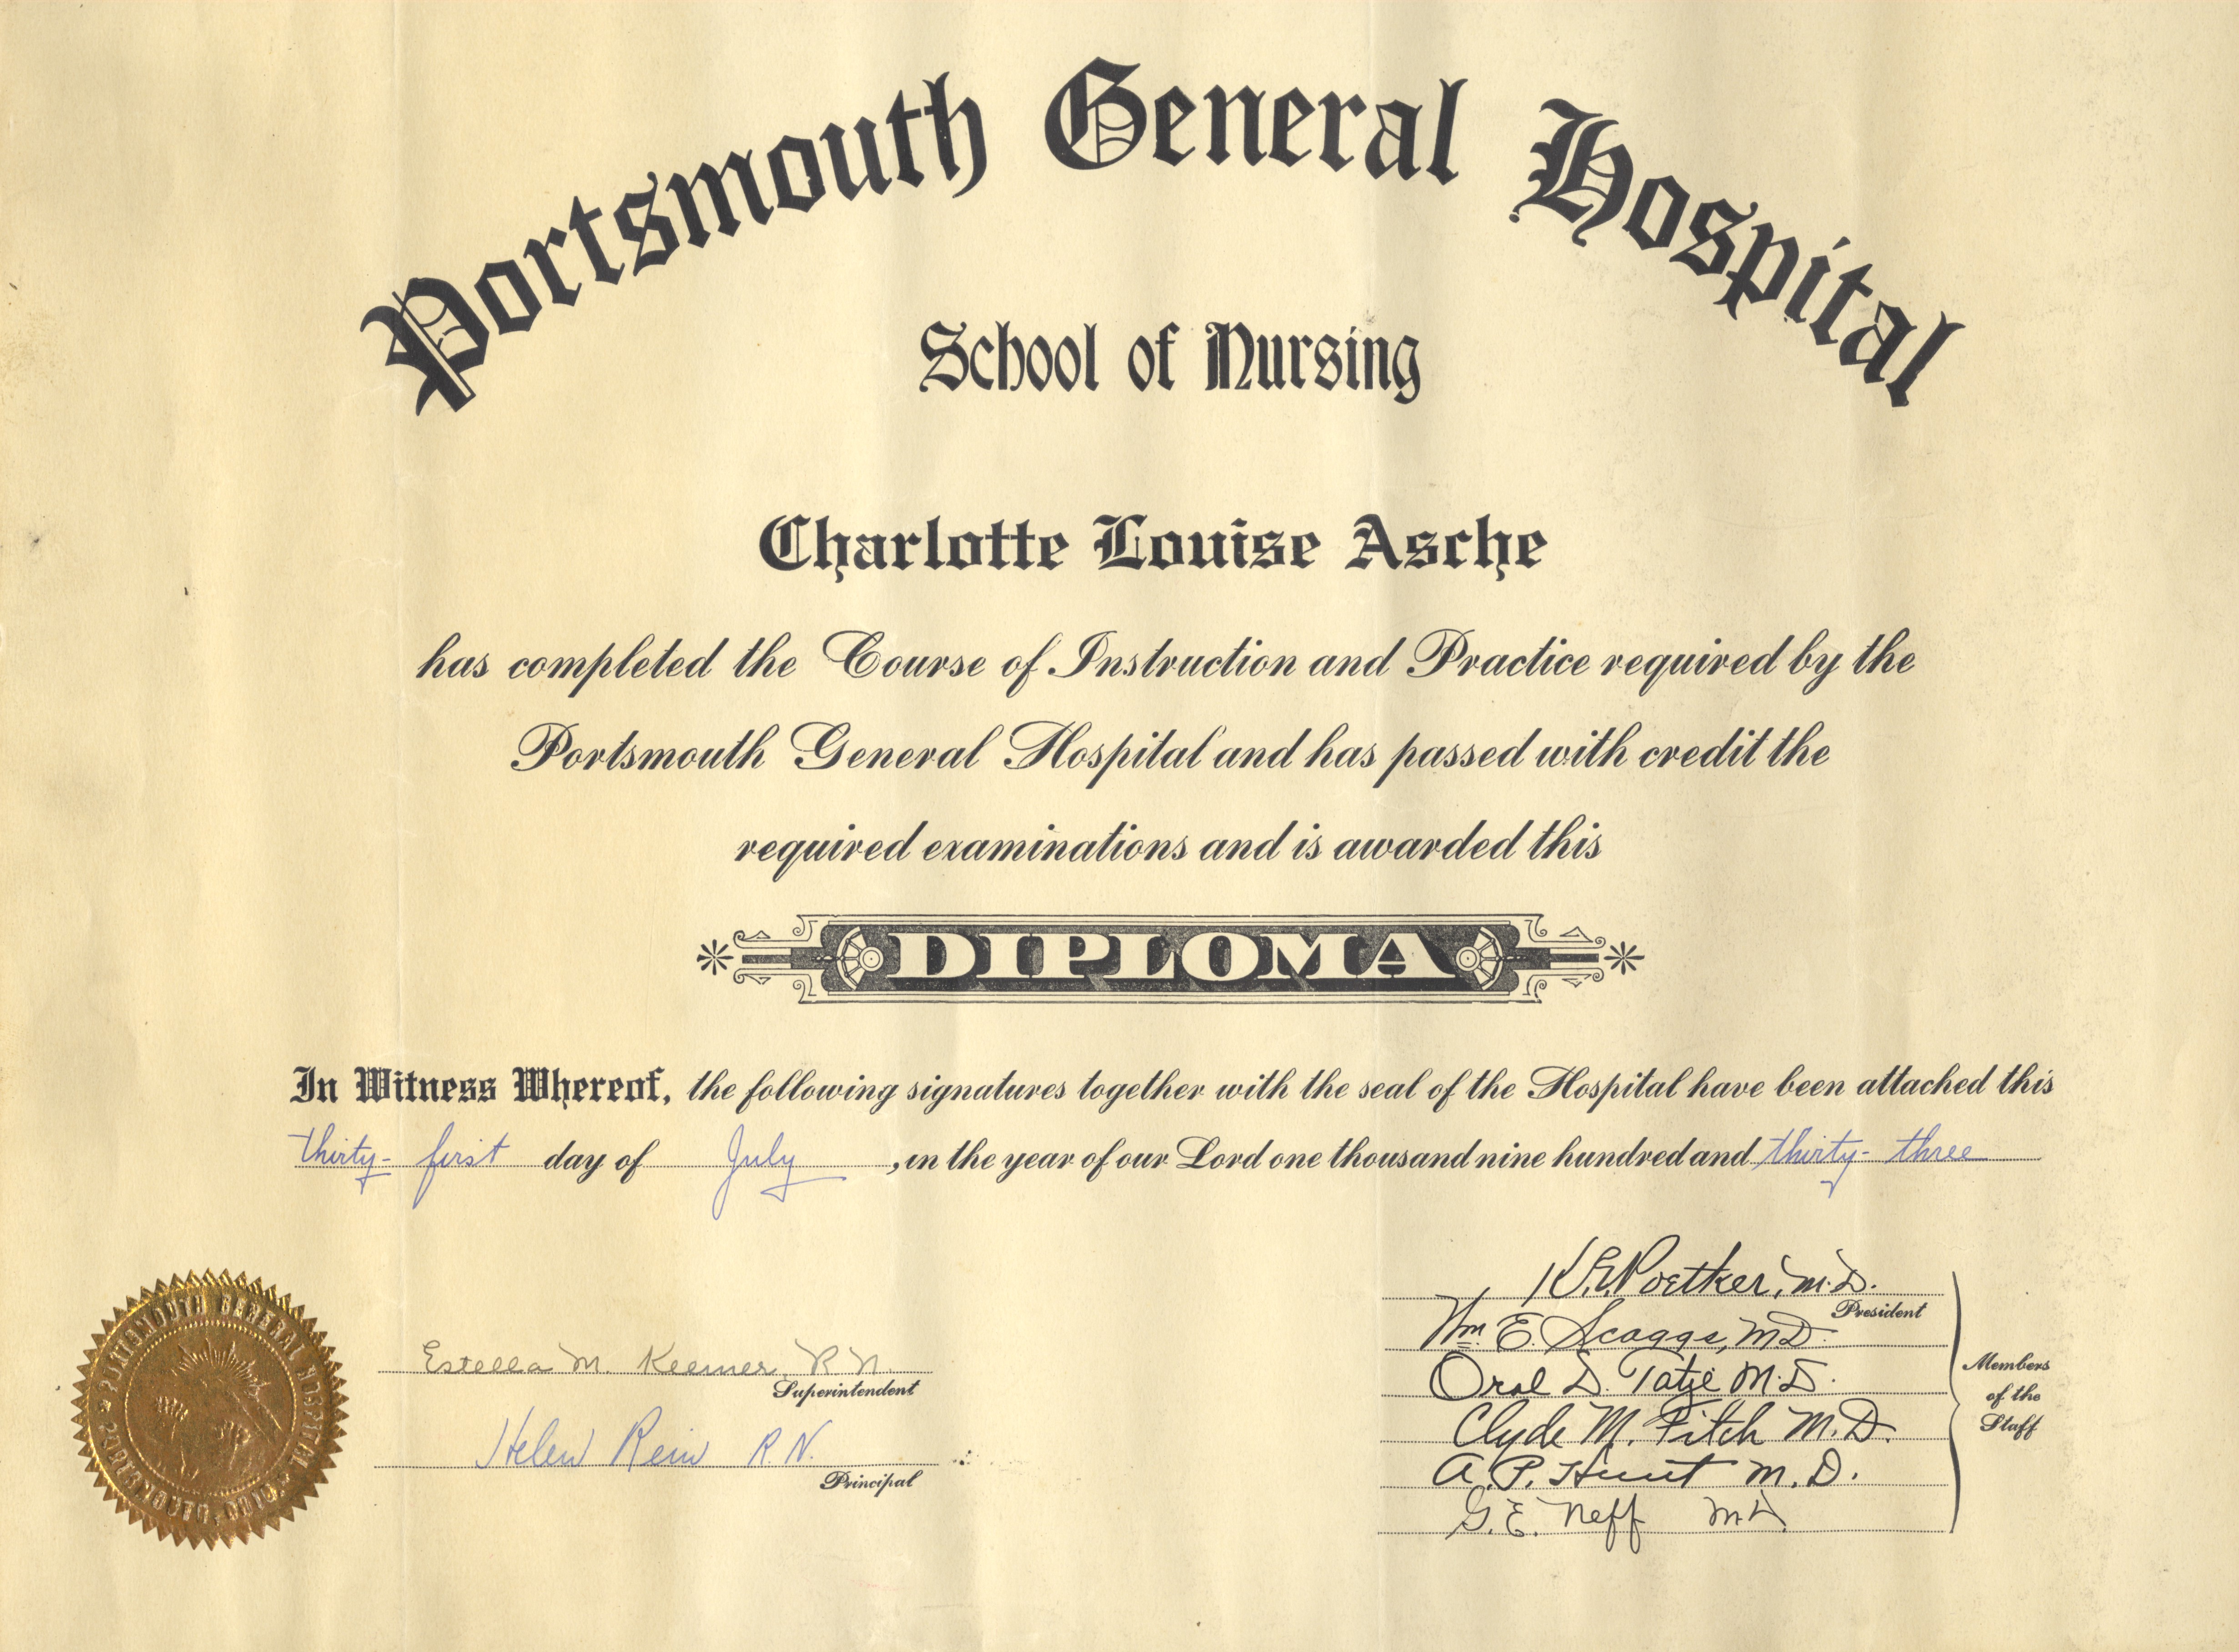 Portsmouth General Hospital
School of Nursing
Charlotte Louise Asche
has completed the Course of Instruction and Practice required by the
Portsmouth General Hospital and has passed with credit the
required examinations and is awarded this
DIPLOMA
In Witness Whereof, the following signatures together with the seal of the Hospital have been attached this
thirty-first day of July, in the year of our Lord one thousand nine hundred and thirty-three
Estella M. Keemer, R.N.
Superintendent
Helen Rein R.N.
Principal
PORTSMOUTH GENERAL HOSPITAL
Poetker, M.D.
President
Wm. E. Scaggs, M.D.
Oral D. Tatje M.D.
Clyde M. Fitch M.D.
A. P. Hunt M.D.
G. E. Neff M.D.
Members
of the
Staff